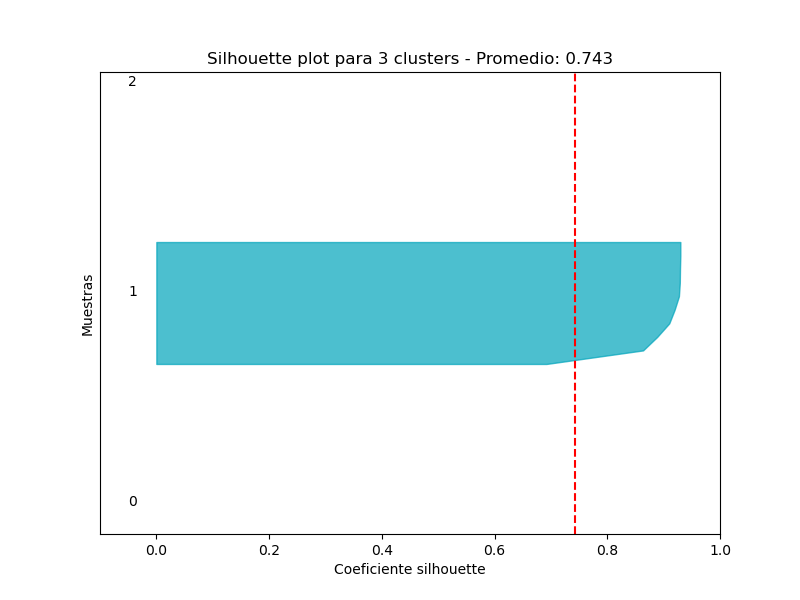 Silhouette plot para 3 clusters - Promedio: 0.743
2
1
0
Muestras
0.0 0.2 0.4 0.6 0.8 1.0
Coeficiente silhouette